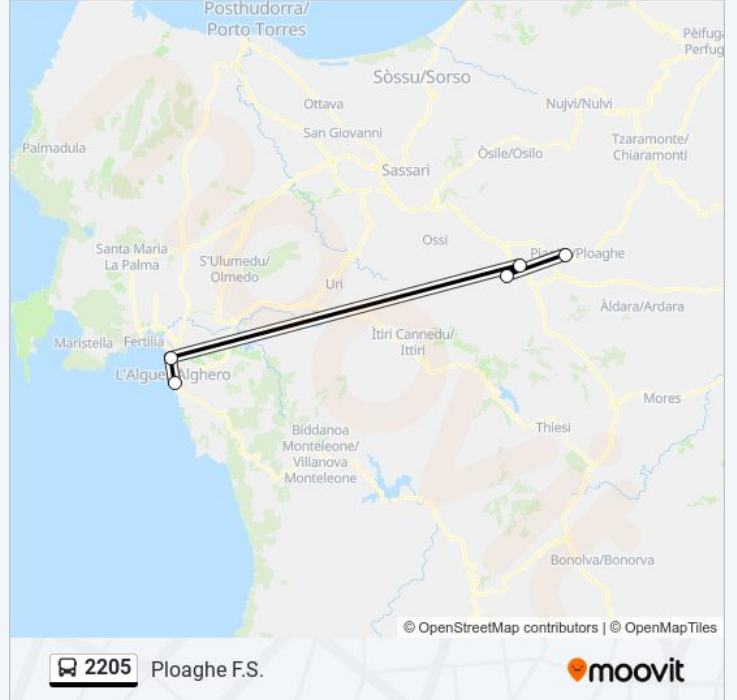 Posthudorra/
Porto Torres
Pèifuga
Perfug
Sòssu/Sorso
Ottava
Nujvi/Nulvi
San Giovanni
Tzaramonte/
Chiaramonti
Palmadula
Òsile/Osilo
Sassari
Ossi
Santa Maria
La Palma
S'Ulumedu/
Olmedo
/Ploaghe
Uri
Àldara/Ardara
Maristella
Fertilia
Ìtiri Cannedu/
Ittiri
L'Alguer Alghero
Mores
Thiesi
Biddanoa
Monteleone/
Villanova
Monteleone
Bonolva/Bonorva
© OpenStreetMap contributors | © OpenMapTiles
2205 Ploaghe F.S.
moovit